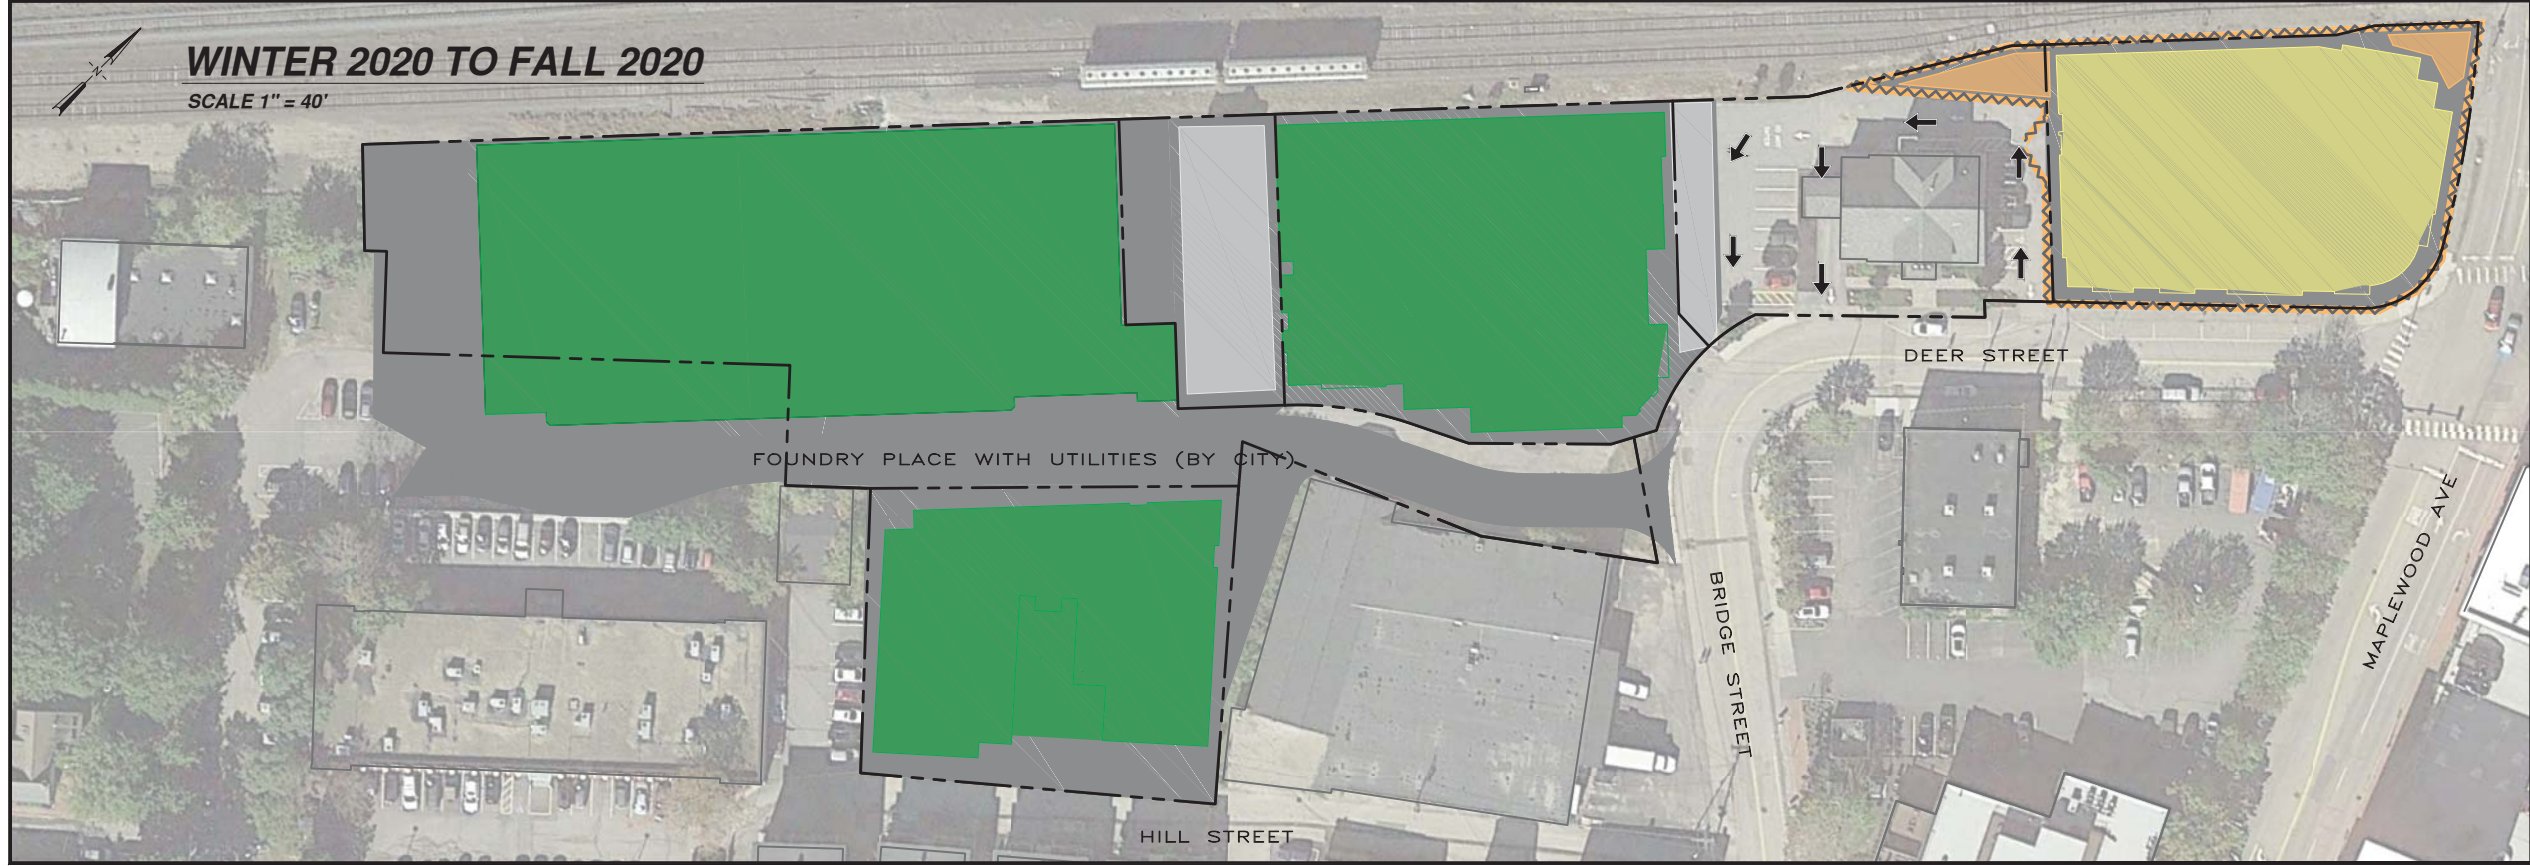 N
WINTER 2020 TO FALL 2020
SCALE 1" = 40'
DEER STREET
FOUNDRY PLACE WITH UTILITIES (BY CITY)
BRIDGE STREET
MAPLEWOOD AVE
HILL STREET